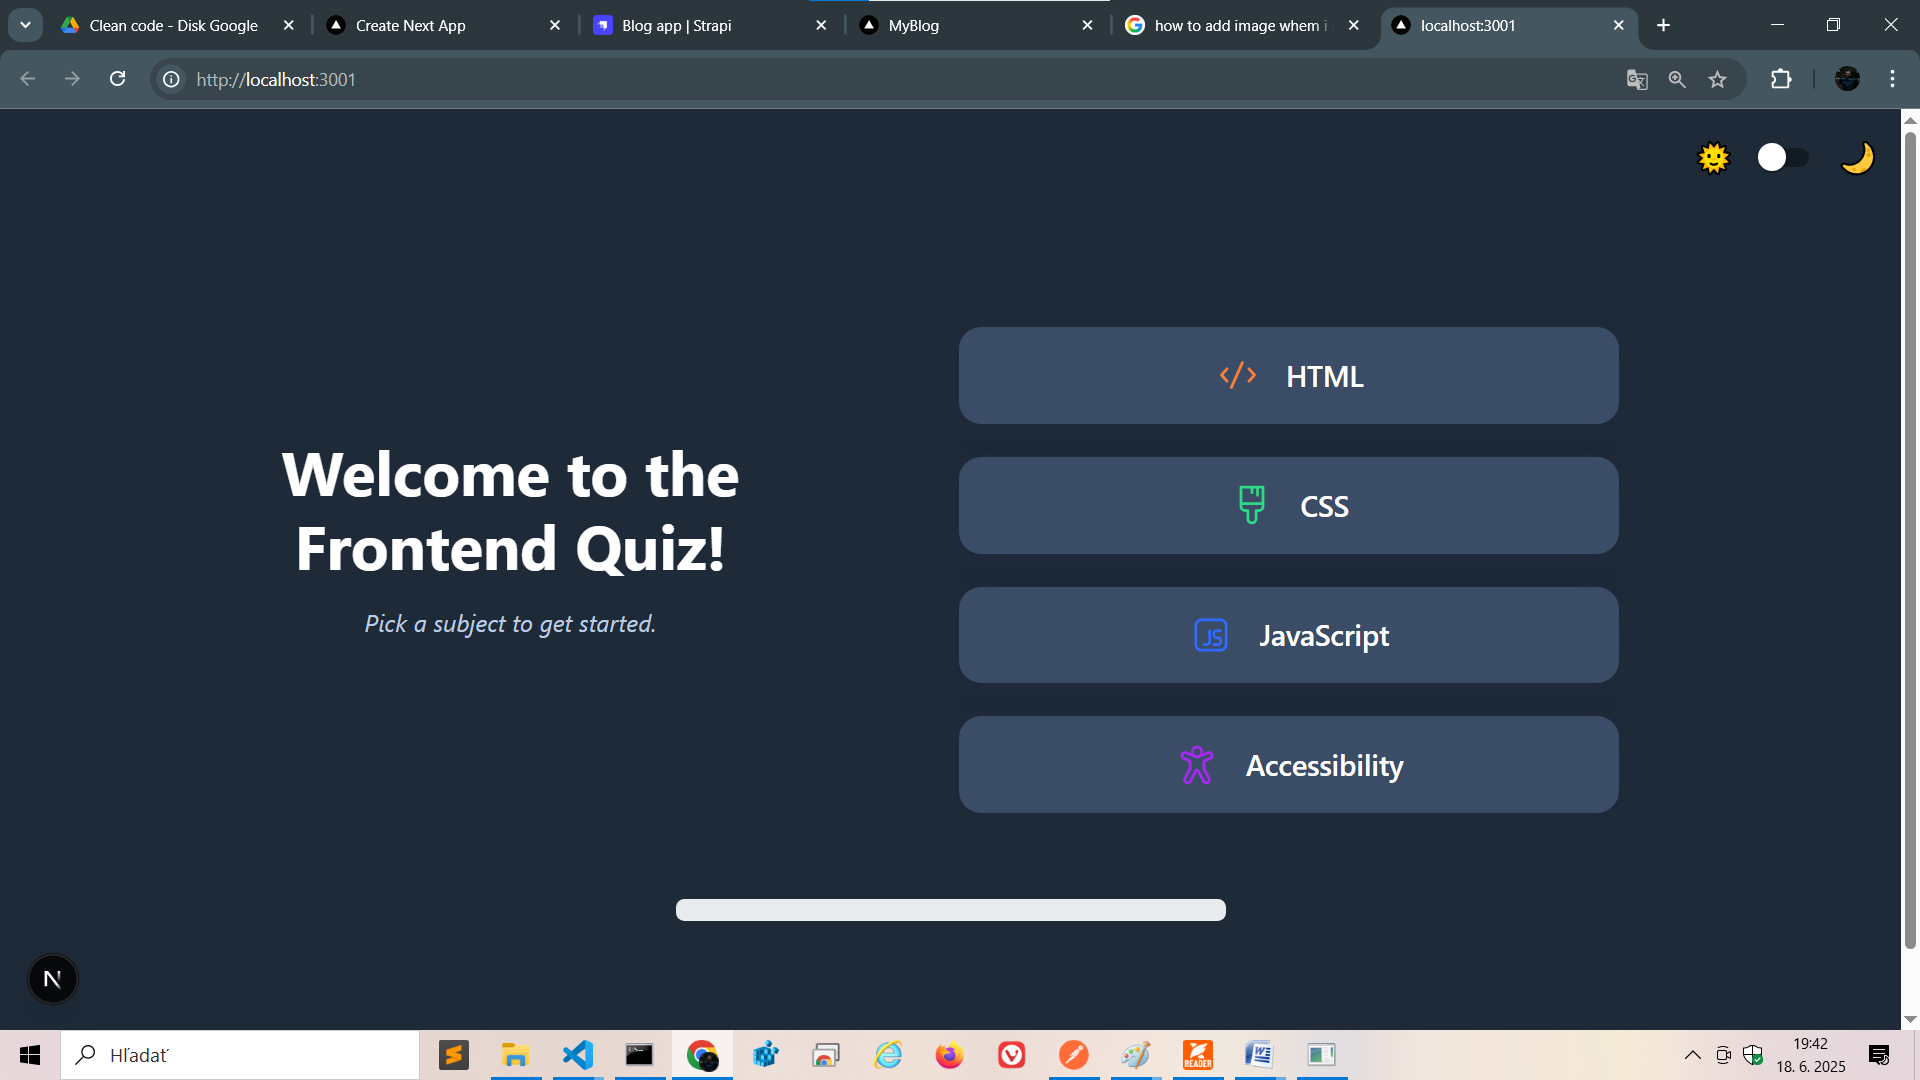 Clean code - Disk Google
Create Next App
Blog app | Strapi
MyBlog
how to add image whem i
localhost:3001
http://localhost:3001
HTML
Welcome to the
Frontend Quiz!
Pick a subject to get started.
CSS
JS
JavaScript
Accessibility
N
Hľadať
READER
19:42
18. 6. 2025